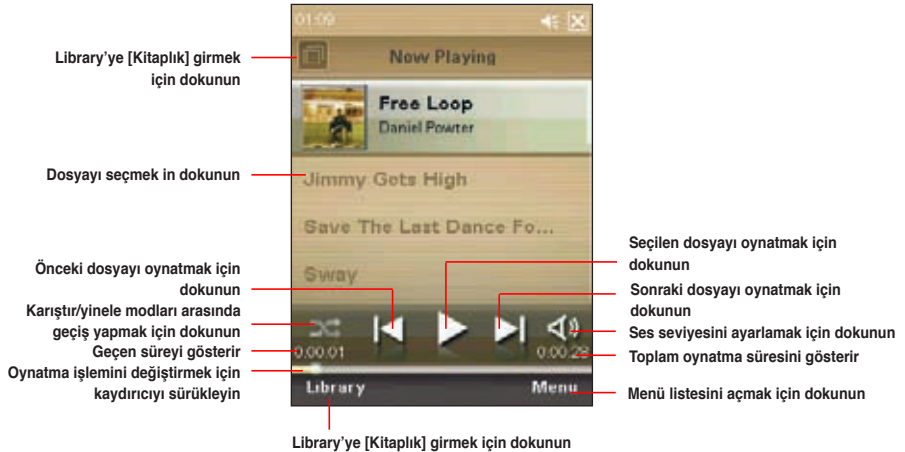 01:09
Now Playing
Free Loop
Daniel Powter
Jimmy Gets High
Save The Last Dance Fo...
Sway
0:00:01
0:00:28
Library
Menu
Library’ye [Kitaplık] girmek
için dokunun
Dosyayı seçmek in dokunun
Önceki dosyayı oynatmak için
dokunun
Karıştır/yinele modları arasında
geçiş yapmak için dokunun
Geçen süreyi gösterir
Oynatma işlemini değiştirmek için
kaydırıcıyı sürükleyin
Seçilen dosyayı oynatmak için
dokunun
Sonraki dosyayı oynatmak için
dokunun
Ses seviyesini ayarlamak için dokunun
Toplam oynatma süresini gösterir
Menü listesini açmak için dokunun
Library’ye [Kitaplık] girmek için dokunun